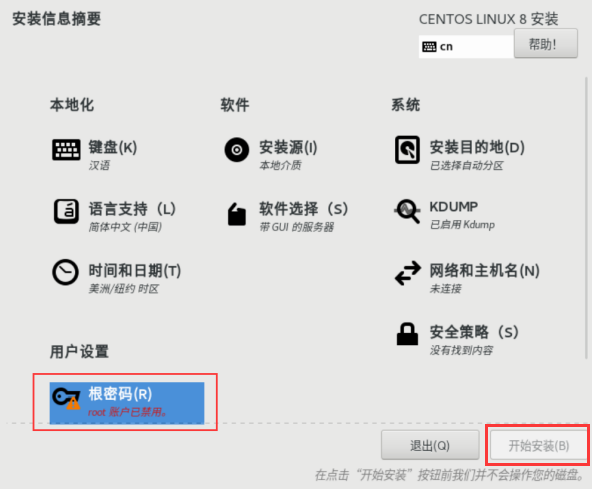 安装信息摘要
CENTOS LINUX 8 安装
cn
帮助!
本地化
键盘(K)
汉语
语言支持（L）
简体中文 (中国)
时间和日期(T)
美洲/纽约 时区
软件
安装源(I)
本地介质
软件选择（S）
带 GUI 的服务器
系统
安装目的地(D)
已选择自动分区
KDUMP
已启用 Kdump
网络和主机名(N)
未连接
安全策略（S）
没有找到内容
用户设置
根密码(R)
root 账户已禁用。
退出(Q)
开始安装(B)
在点击“开始安装”按钮前我们并不会操作您的磁盘。